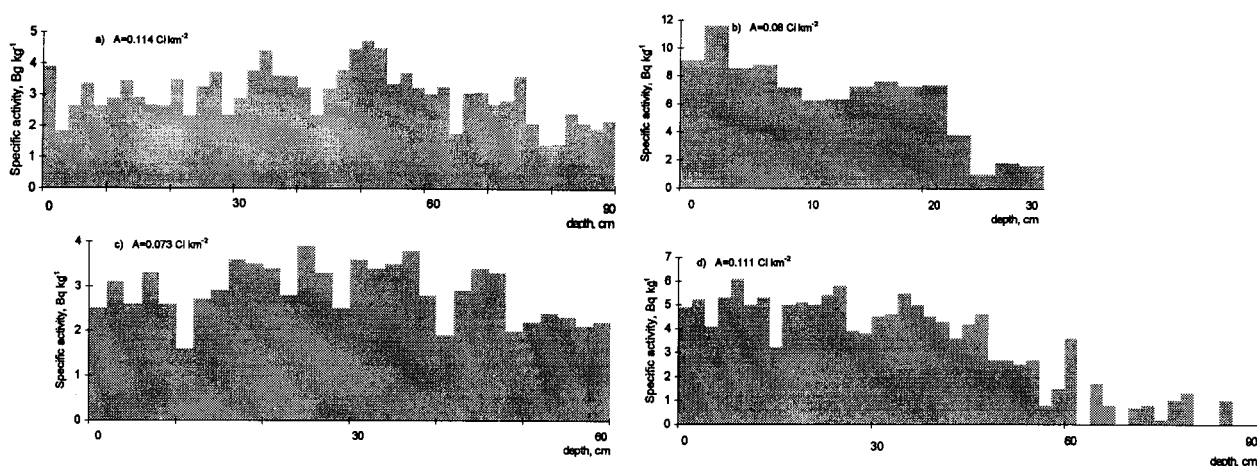 a) A=0.114 Ci km-2
Specific activity, Bg kg-1
5
4
3
2
1
0
0 30 60 90
depth, cm
b) A=0.08 Ci km-2
Specific activity, Bq kg-1
12
10
8
6
4
2
0
0 10 20 30
depth, cm
c) A=0.073 Ci km-2
Specific activity, Bq kg-1
4
3
2
1
0
0 30 60
depth, cm
d) A=0.111 Ci km-2
Specific activity, Bq kg-1
7
6
5
4
3
2
1
0
0 30 60 90
depth, cm